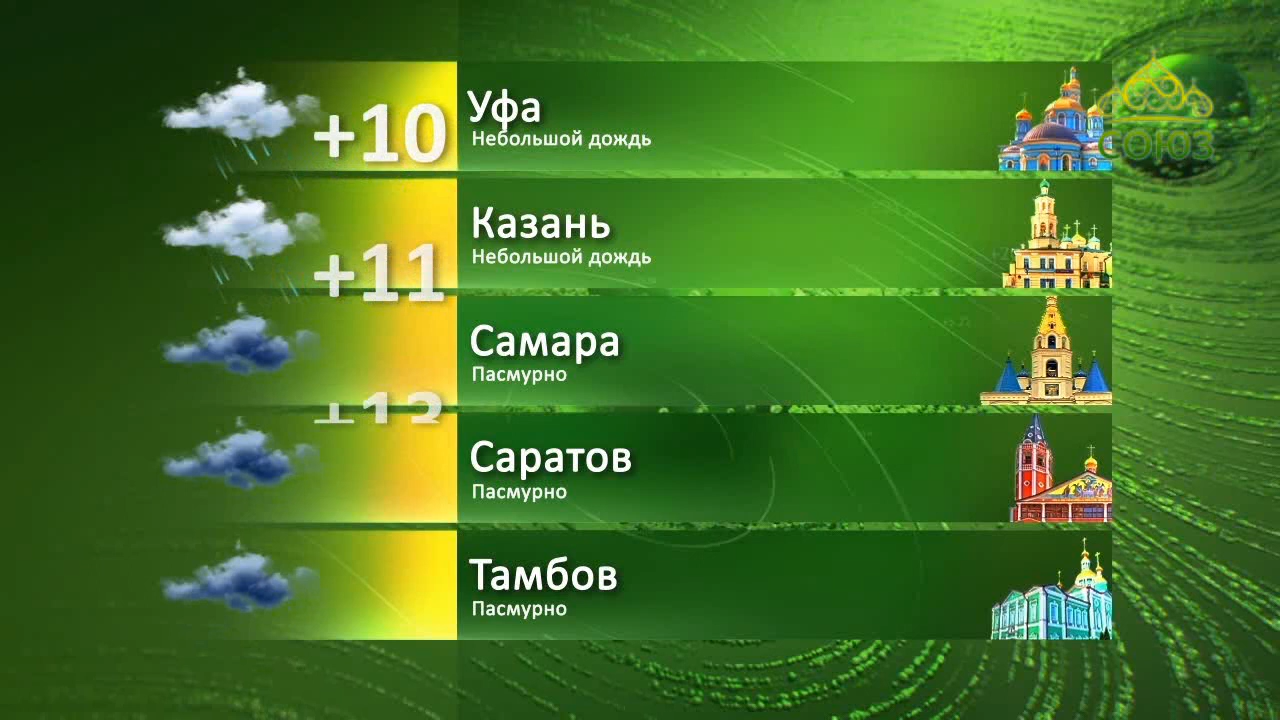 +10 Уфа
Небольшой дождь
СОЮЗ
Казань
Небольшой дождь
+11
Самара
Пасмурно
Саратов
Пасмурно
Тамбов
Пасмурно